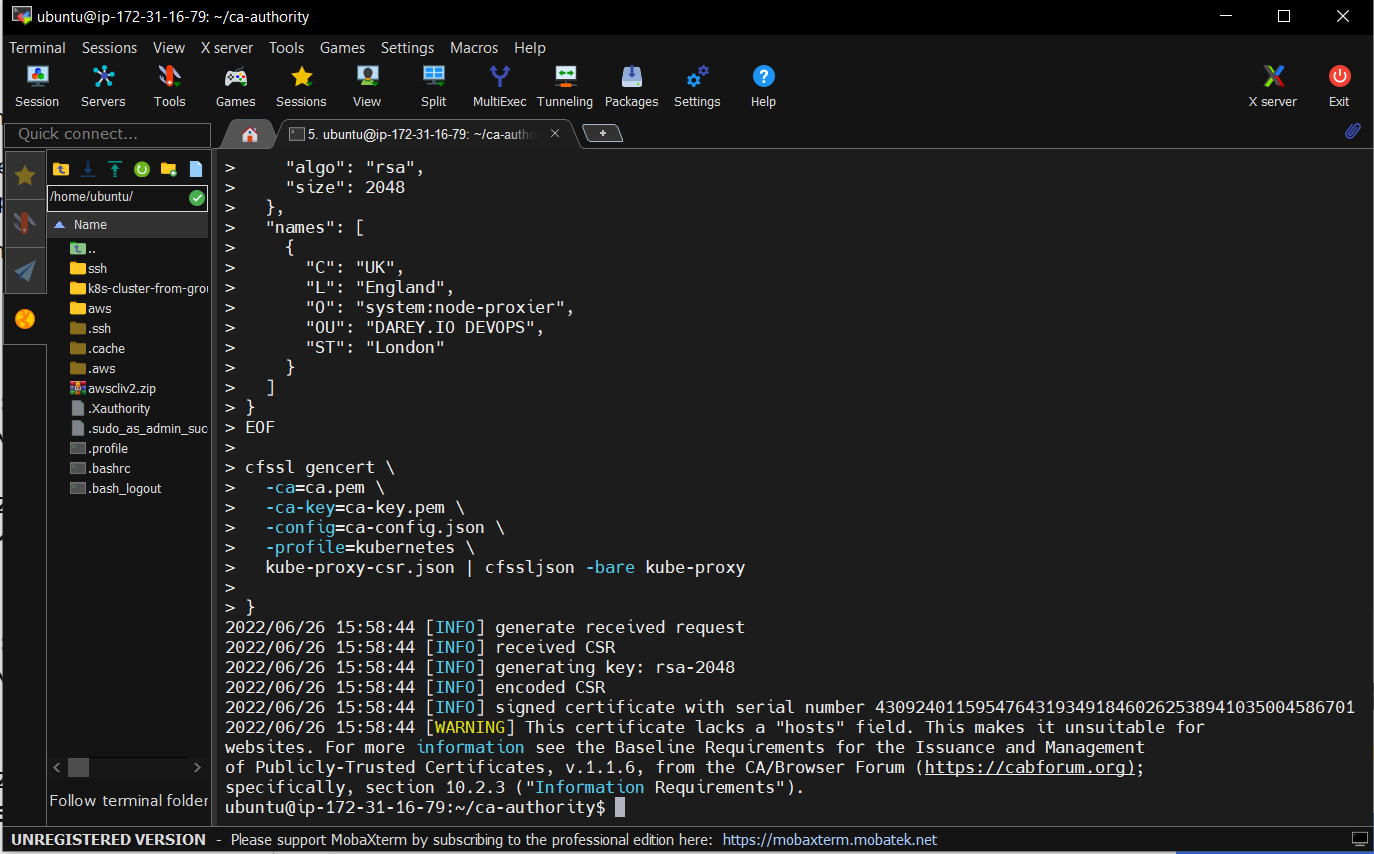 ubuntu@ip-172-31-16-79: ~/ca-authority
Terminal Sessions View X server Tools Games Settings Macros Help
Session Servers Tools Games Sessions View Split MultiExec Tunneling Packages Settings Help X server Exit
Quick connect...
5. ubuntu@ip-172-31-16-79: ~/ca-autho
/home/ubuntu/
Name
..
ssh
k8s-cluster-from-grou
aws
.ssh
.cache
.aws
awscliv2.zip
.Xauthority
.sudo_as_admin_suc
.profile
.bashrc
.bash_logout
Follow terminal folder
>     "algo": "rsa",
>     "size": 2048
>   },
>   "names": [
>     {
>       "C": "UK",
>       "L": "England",
>       "O": "system:node-proxier",
>       "OU": "DAREY.IO DEVOPS",
>       "ST": "London"
>     }
>   ]
> }
> EOF
>
> cfssl gencert \
>   -ca=ca.pem \
>   -ca-key=ca-key.pem \
>   -config=ca-config.json \
>   -profile=kubernetes \
>   kube-proxy-csr.json | cfssljson -bare kube-proxy
>
> }
2022/06/26 15:58:44 [INFO] generate received request
2022/06/26 15:58:44 [INFO] received CSR
2022/06/26 15:58:44 [INFO] generating key: rsa-2048
2022/06/26 15:58:44 [INFO] encoded CSR
2022/06/26 15:58:44 [INFO] signed certificate with serial number 430924011595476431934918460262538941035004586701
2022/06/26 15:58:44 [WARNING] This certificate lacks a "hosts" field. This makes it unsuitable for
websites. For more information see the Baseline Requirements for the Issuance and Management
of Publicly-Trusted Certificates, v.1.1.6, from the CA/Browser Forum (https://cabforum.org);
specifically, section 10.2.3 ("Information Requirements").
ubuntu@ip-172-31-16-79:~/ca-authority$
UNREGISTERED VERSION - Please support MobaXterm by subscribing to the professional edition here: https://mobaxterm.mobatek.net